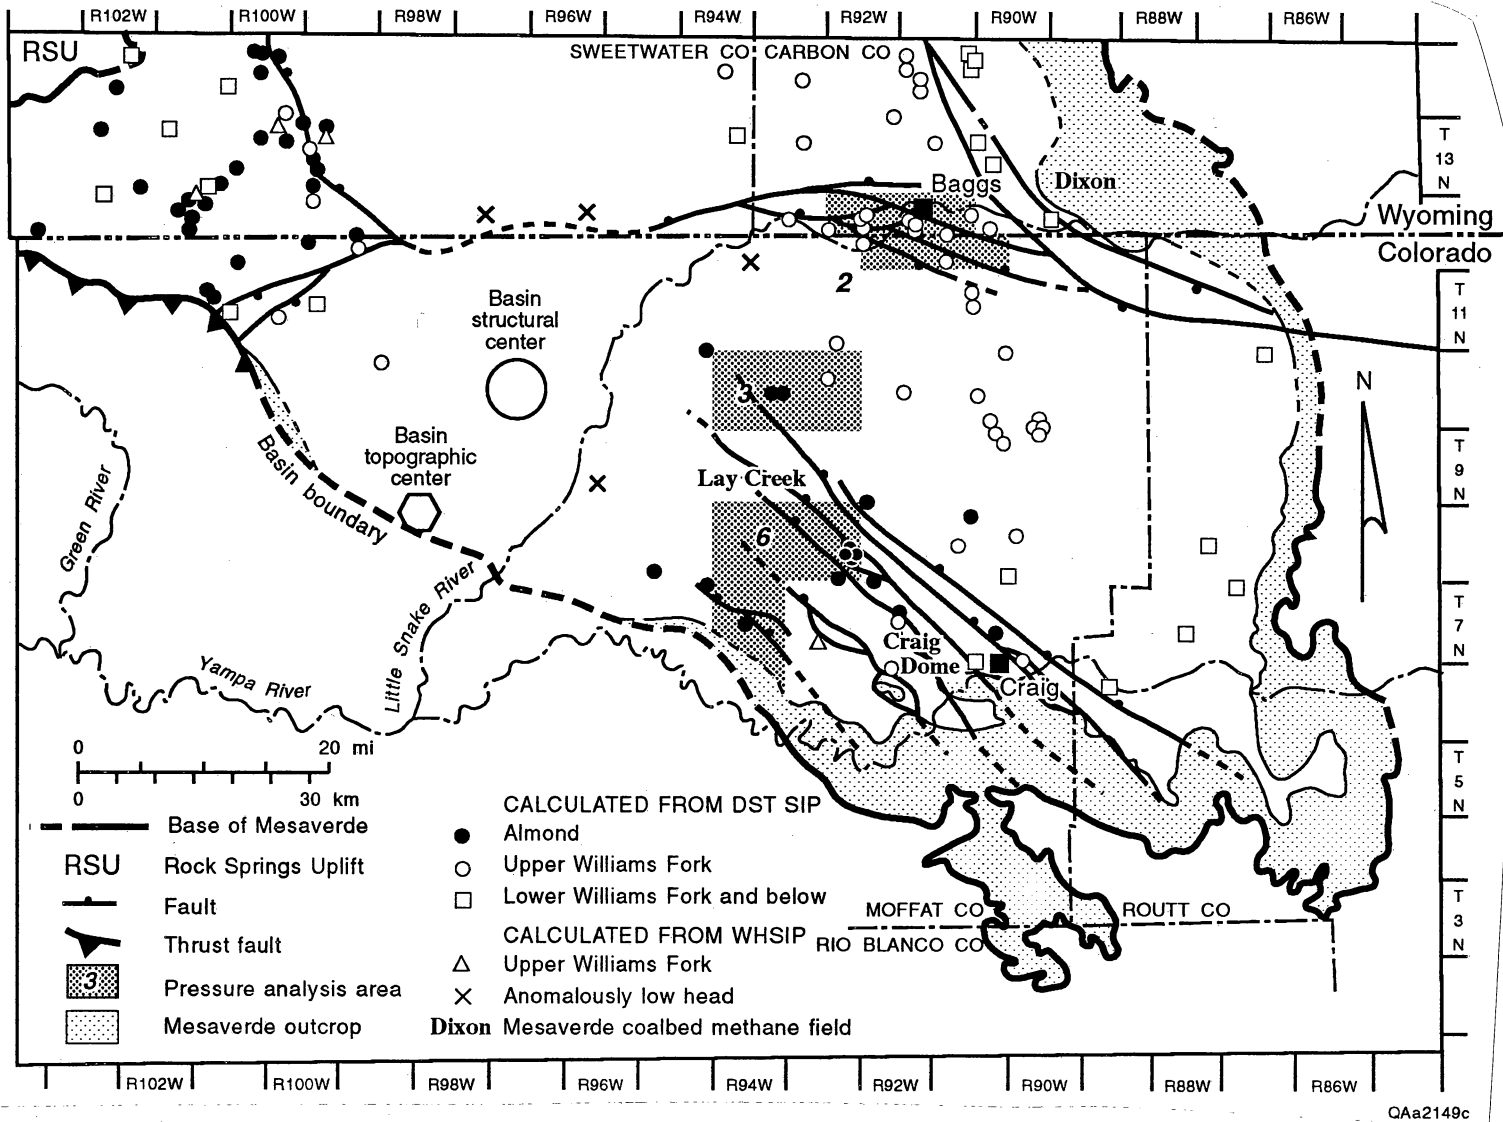 R102W R100W R98W R96W R94W R92W R90W R88W R86W
RSU
SWEETWATER CO CARBON CO
T
13
N
Baggs
Dixon
Wyoming
Colorado
2
T
11
N
Basin
structural
center
3
N
Basin
topographic
center
Basin boundary
Lay Creek
T
9
N
Green River
6
Little Snake River
T
7
N
Craig
Dome
Craig
Yampa River
0 20 mi
0 30 km
T
5
N
Base of Mesaverde
RSU Rock Springs Uplift
Fault
Thrust fault
3 Pressure analysis area
Mesaverde outcrop
CALCULATED FROM DST SIP
Almond
Upper Williams Fork
Lower Williams Fork and below
CALCULATED FROM WHSIP
Upper Williams Fork
Anomalously low head
Dixon Mesaverde coalbed methane field
MOFFAT CO ROUTT CO
RIO BLANCO CO
T
3
N
R102W R100W R98W R96W R94W R92W R90W R88W R86W
QAa2149c